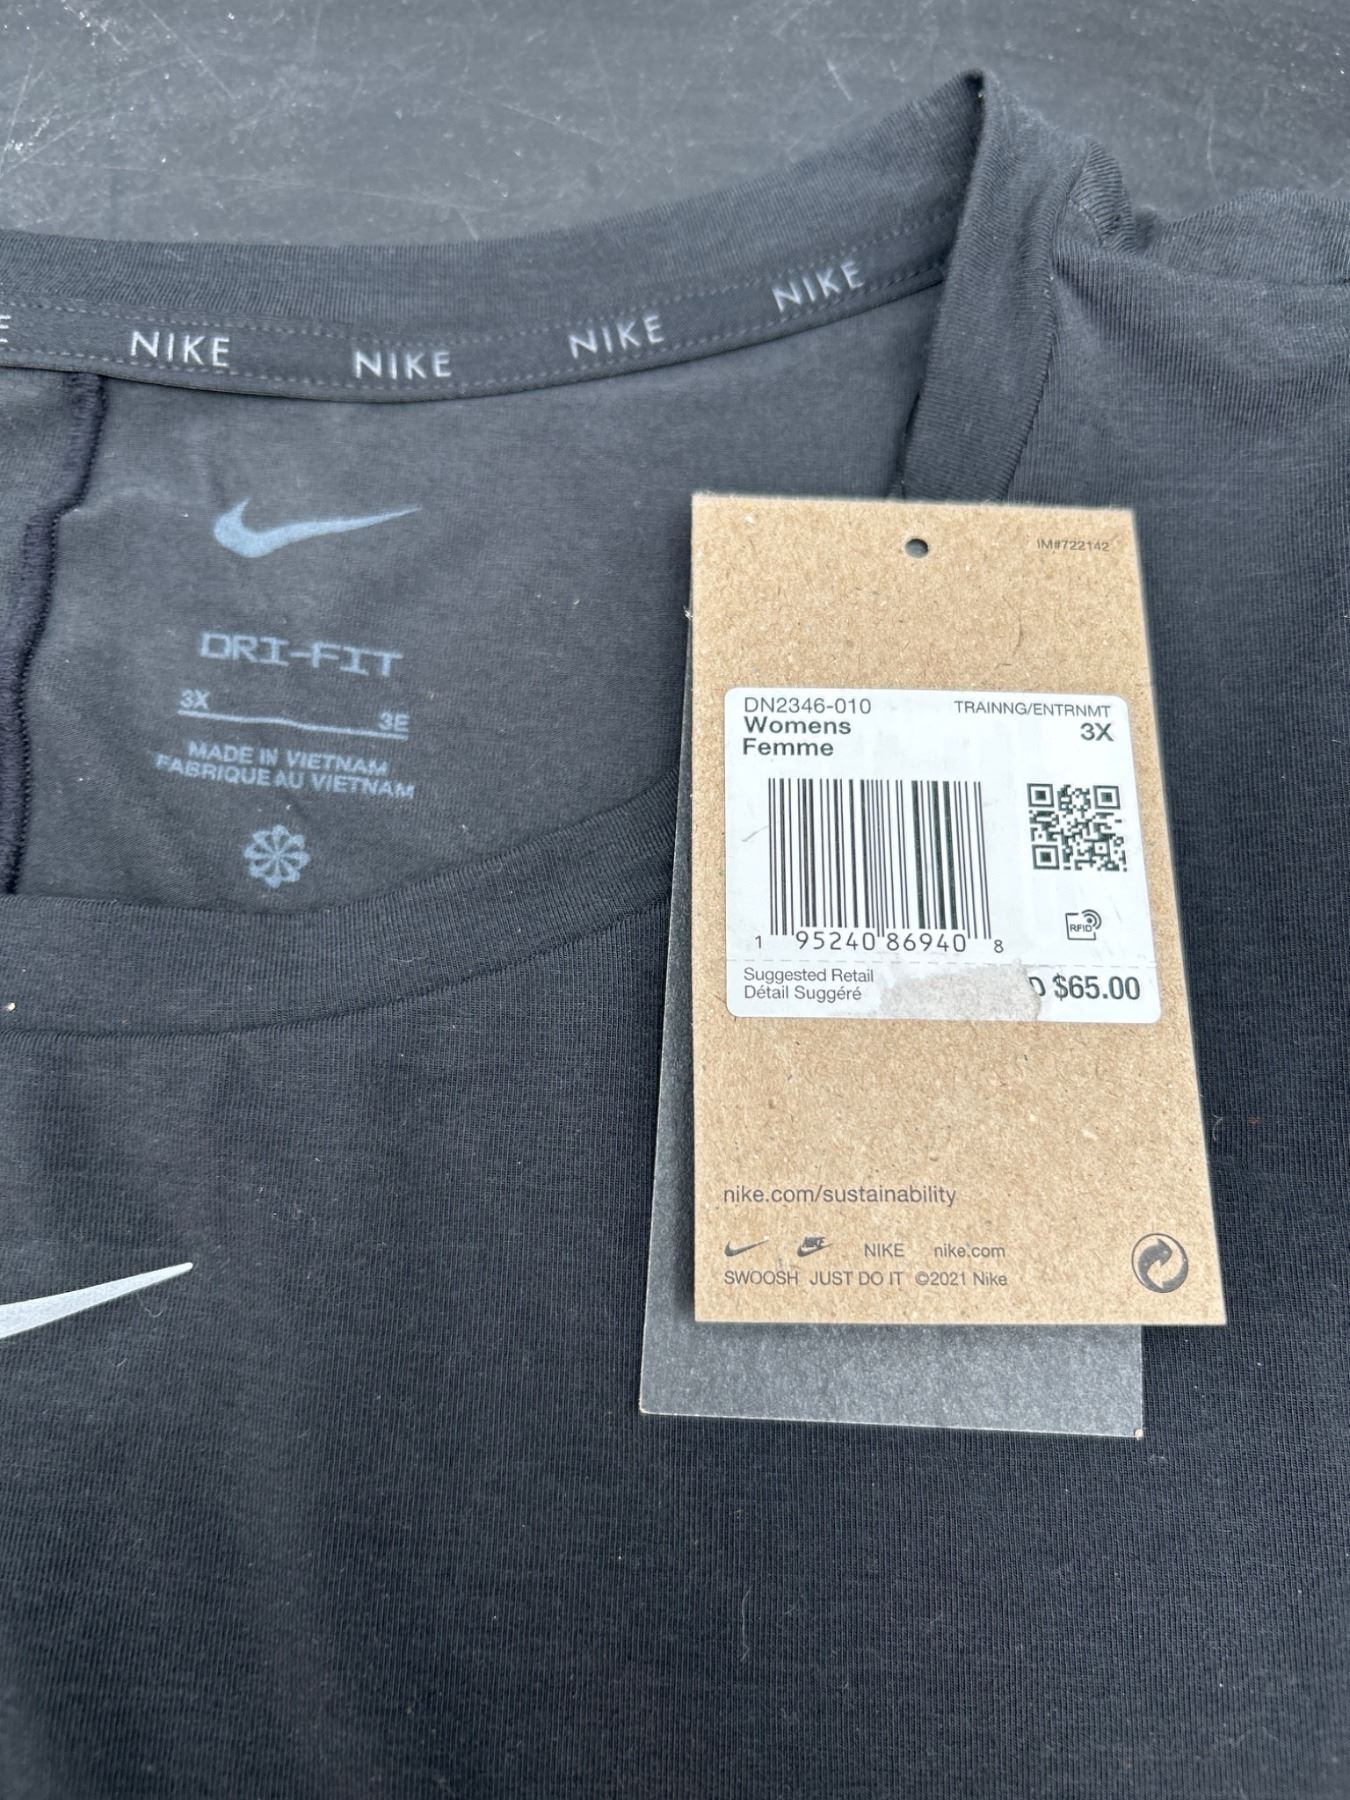 NIKE NIKE NIKE NIKE
DRI-FIT
3X 3E
MADE IN VIETNAM
FABRIQUE AU VIETNAM
IM#722142
DN2346-010 TRAINNG/ENTRNMT
Womens 3X
Femme
RFID
1 95240 86940 8
Suggested Retail
Détail Suggéré
D $65.00
nike.com/sustainability
NIKE nike.com
SWOOSH JUST DO IT ©2021 Nike